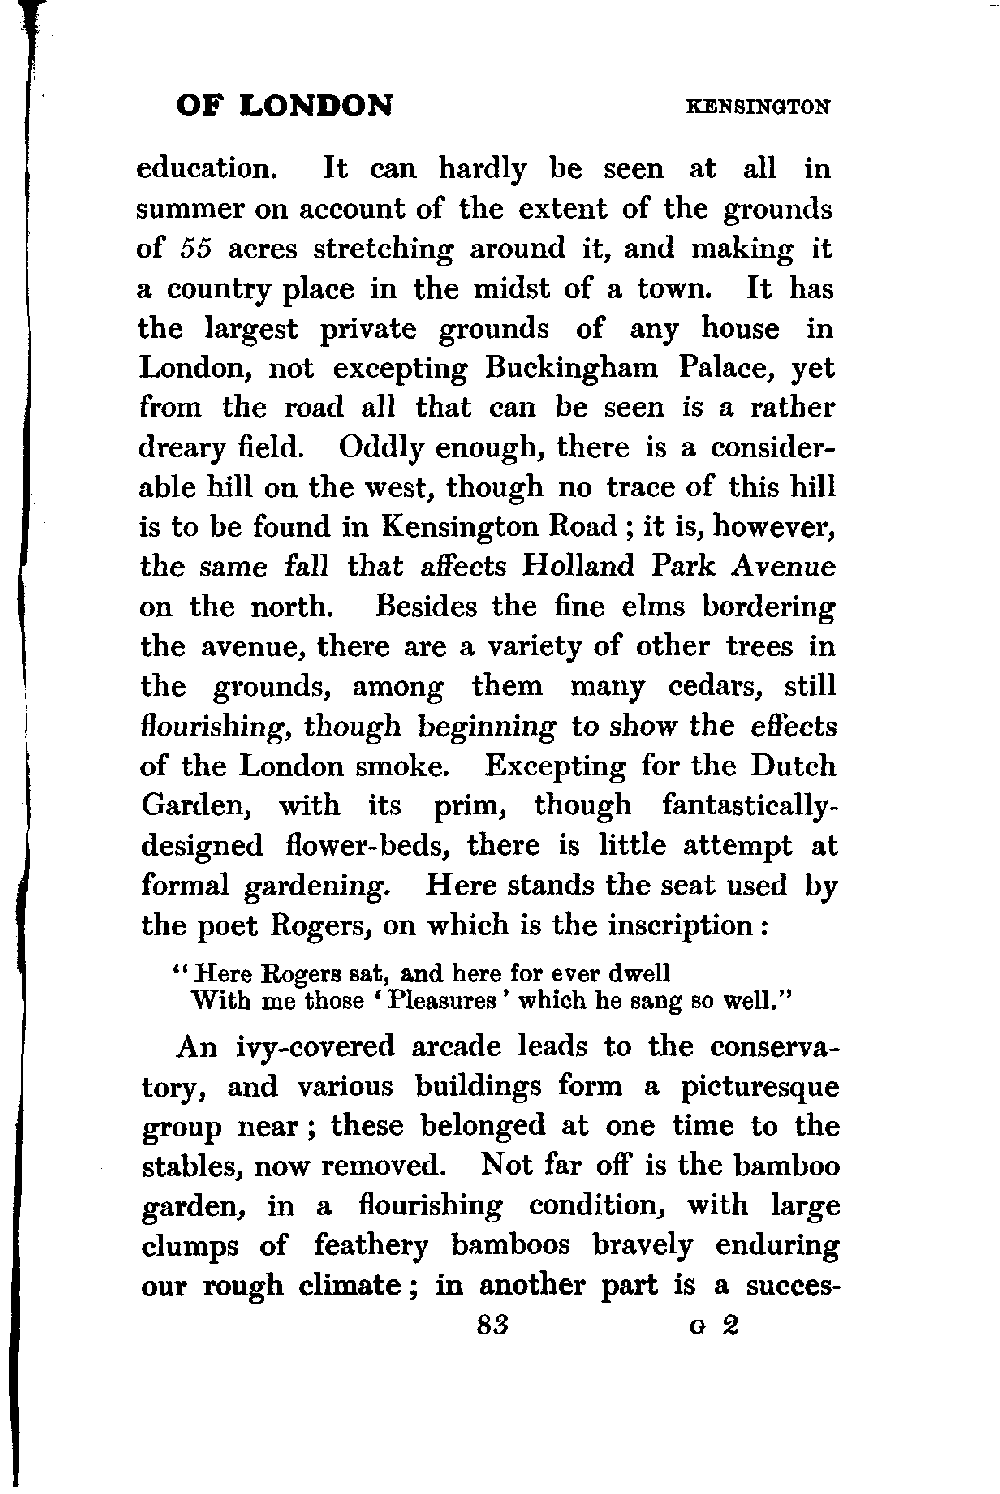 OF LONDON KENSINGTON
education. It can hardly be seen at all in
summer on account of the extent of the grounds
of 55 acres stretching around it, and making it
a country place in the midst of a town. It has
the largest private grounds of any house in
London, not excepting Buckingham Palace, yet
from the road all that can be seen is a rather
dreary field. Oddly enough, there is a consider-
able hill on the west, though no trace of this hill
is to be found in Kensington Road ; it is, however,
the same fall that affects Holland Park Avenue
on the north. Besides the fine elms bordering
the avenue, there are a variety of other trees in
the grounds, among them many cedars, still
flourishing, though beginning to show the effects
of the London smoke. Excepting for the Dutch
Garden, with its prim, though fantastically-
designed flower-beds, there is little attempt at
formal gardening. Here stands the seat used by
the poet Rogers, on which is the inscription :
“ Here Rogers sat, and here for ever dwell
With me those ‘ Pleasures ’ which he sang so well.”
An ivy-covered arcade leads to the conserva-
tory, and various buildings form a picturesque
group near ; these belonged at one time to the
stables, now removed. Not far off is the bamboo
garden, in a flourishing condition, with large
clumps of feathery bamboos bravely enduring
our rough climate ; in another part is a succes-
83 G 2